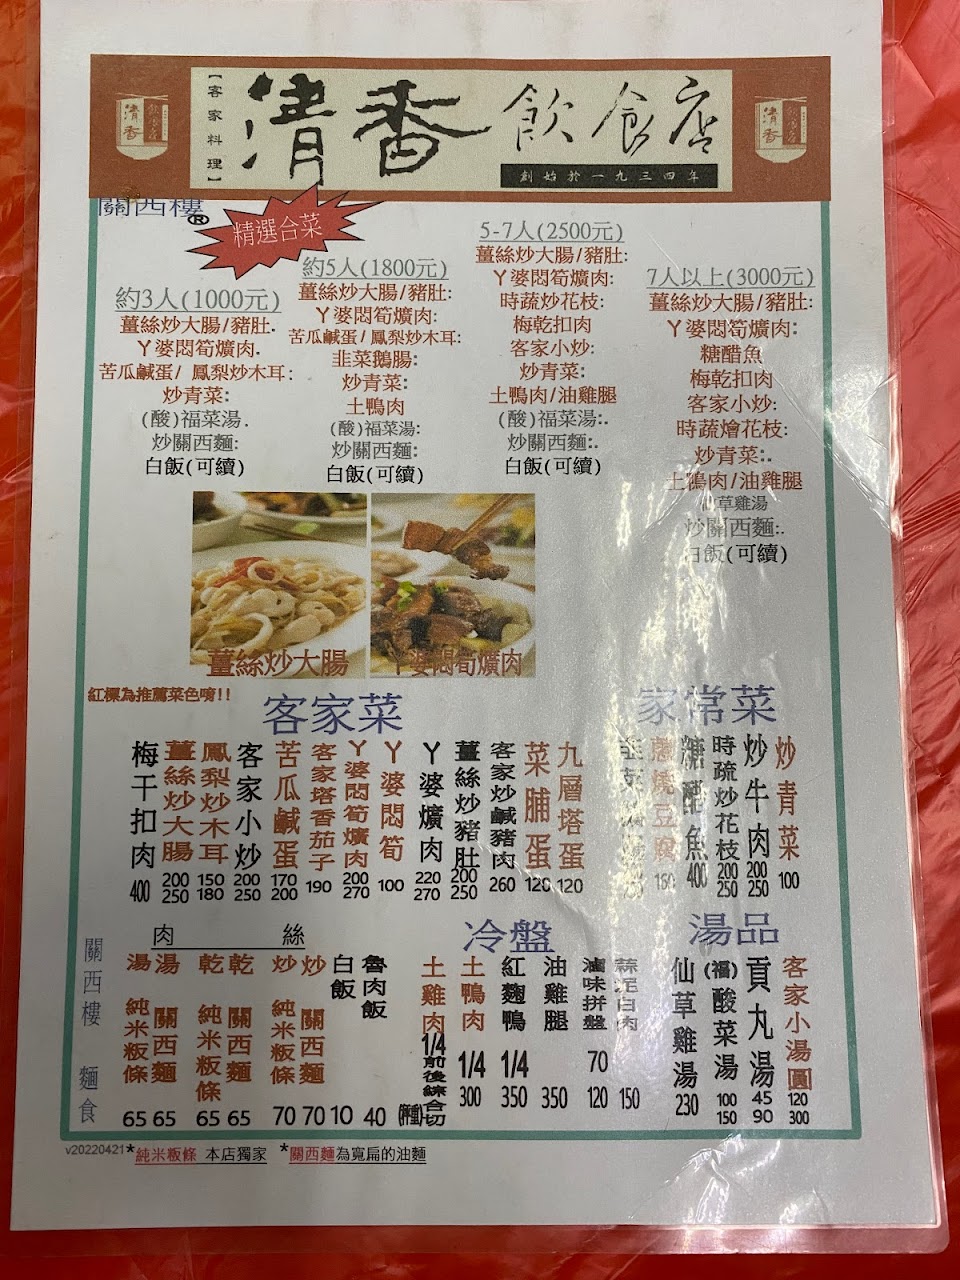 【客家料理】
清香飲食店
創始於一九三四年
清香
飲食店
清香
飲食店
關西樓®
精選合菜
約3人(1000元)
薑絲炒大腸/豬肚.
ㄚ婆悶筍爌肉.
苦瓜鹹蛋/ 鳳梨炒木耳:
炒青菜:
(酸)福菜湯.
炒關西麵:
白飯(可續)
約5人(1800元)
薑絲炒大腸/豬肚:
ㄚ婆悶筍爌肉:
苦瓜鹹蛋/ 鳳梨炒木耳:
韭菜鵝腸:
炒青菜:
土鴨肉
(酸)福菜湯:
炒關西麵:
白飯(可續)
5-7人(2500元)
薑絲炒大腸/豬肚:
ㄚ婆悶筍爌肉:
時蔬炒花枝:
梅乾扣肉
客家小炒:
炒青菜:
土鴨肉/油雞腿
(酸)福菜湯:.
炒關西麵:.
白飯(可續)
7人以上(3000元)
薑絲炒大腸/豬肚:
ㄚ婆悶筍爌肉:
糖醋魚
梅乾扣肉
客家小炒:
時蔬燴花枝:
炒青菜:.
土鴨肉/油雞腿
仙草雞湯
炒關西麵:.
白飯(可續)
薑絲炒大腸
ㄚ婆悶筍爌肉
紅標為推薦菜色唷!!
客家菜
梅干扣肉 400
薑絲炒大腸 200 250
鳳梨炒木耳 150 180
客家小炒 200 250
苦瓜鹹蛋 170 200
客家塔香茄子 190
ㄚ婆悶筍爌肉 200 270
ㄚ婆悶筍 100
ㄚ婆爌肉 220 270
薑絲炒豬肚 200 250
客家炒鹹豬肉 260
菜脯蛋 120
九層塔蛋 120
家常菜
糖醋魚 400
時蔬炒花枝 200 250
炒牛肉 200 250
炒青菜 100
關西樓 麵食
肉絲
湯 純米粄條 65
湯 關西麵 65
乾 純米粄條 65
乾 關西麵 65
炒 純米粄條 70
炒 關西麵 70
白飯 10
魯肉飯 40
冷盤
土雞肉 1/4 前後綜合切
土鴨肉 1/4 300
紅麴鴨 1/4 350
油雞腿 350
滷味拼盤 70 120
蒜泥白肉 150
湯品
仙草雞湯 230
(福)酸菜湯 100 150
貢丸湯 45 90
客家小湯圓 120 300
v20220421*純米粄條 本店獨家 *關西麵為寬扁的油麵